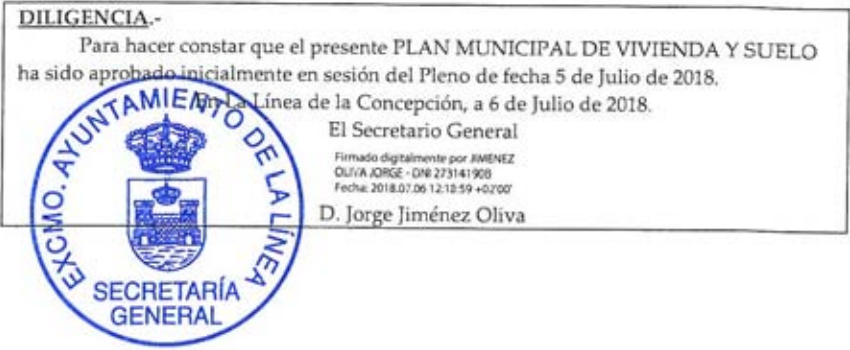 DILIGENCIA.-
Para hacer constar que el presente PLAN MUNICIPAL DE VIVIENDA Y SUELO
ha sido aprobado inicialmente en sesión del Pleno de fecha 5 de Julio de 2018.
En La Línea de la Concepción, a 6 de Julio de 2018.
El Secretario General
Firmado digitalmente por JIMENEZ
OLIVA JORGE - DNI 27314190B
Fecha: 2018.07.06 12:18:59 +02'00'
D. Jorge Jiménez Oliva
EXCMO. AYUNTAMIENTO DE LA LÍNEA
SECRETARÍA
GENERAL